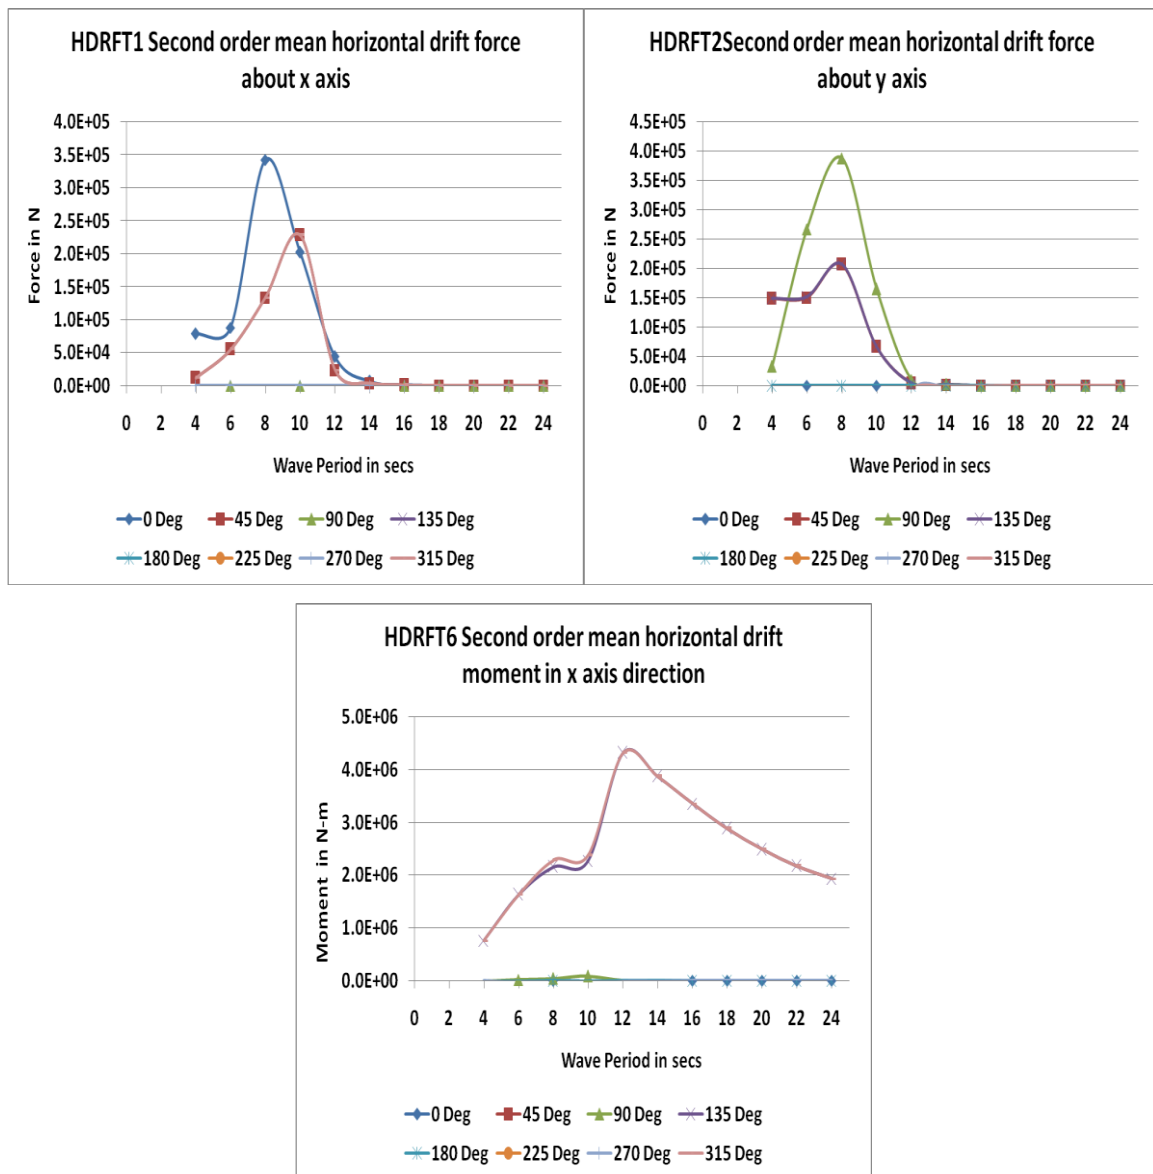 HDRFT1 Second order mean horizontal drift force
about x axis
4.0E+05
3.5E+05
3.0E+05
2.5E+05
2.0E+05
1.5E+05
1.0E+05
5.0E+04
0.0E+00
Force in N
0 2 4 6 8 10 12 14 16 18 20 22 24
Wave Period in secs
0 Deg 45 Deg 90 Deg 135 Deg
180 Deg 225 Deg 270 Deg 315 Deg
HDRFT2Second order mean horizontal drift force
about y axis
4.5E+05
4.0E+05
3.5E+05
3.0E+05
2.5E+05
2.0E+05
1.5E+05
1.0E+05
5.0E+04
0.0E+00
Force in N
0 2 4 6 8 10 12 14 16 18 20 22 24
Wave Period in secs
0 Deg 45 Deg 90 Deg 135 Deg
180 Deg 225 Deg 270 Deg 315 Deg
HDRFT6 Second order mean horizontal drift
moment in x axis direction
5.0E+06
4.0E+06
3.0E+06
2.0E+06
1.0E+06
0.0E+00
Moment in N-m
0 2 4 6 8 10 12 14 16 18 20 22 24
Wave Period in secs
0 Deg 45 Deg 90 Deg 135 Deg
180 Deg 225 Deg 270 Deg 315 Deg